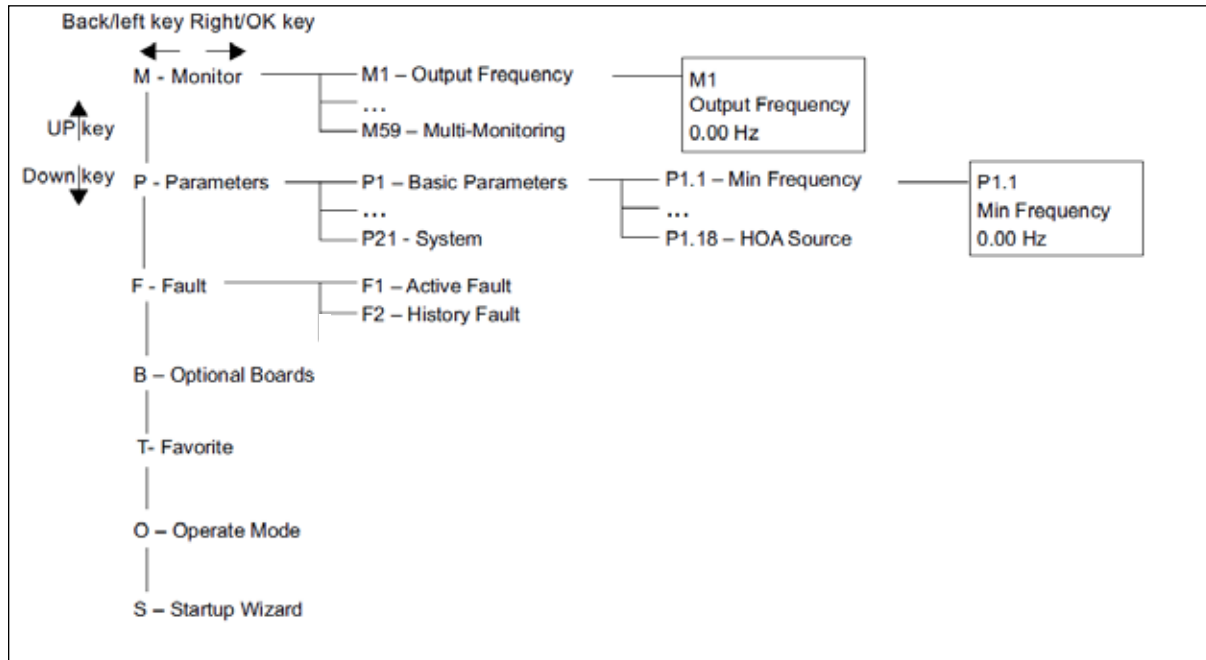 Back/left key Right/OK key
M - Monitor
M1 – Output Frequency
...
M59 – Multi-Monitoring
M1
Output Frequency
0.00 Hz
UP key
Down key
P - Parameters
P1 – Basic Parameters
...
P21 - System
P1.1 – Min Frequency
...
P1.18 – HOA Source
P1.1
Min Frequency
0.00 Hz
F - Fault
F1 – Active Fault
F2 – History Fault
B – Optional Boards
T- Favorite
O – Operate Mode
S – Startup Wizard